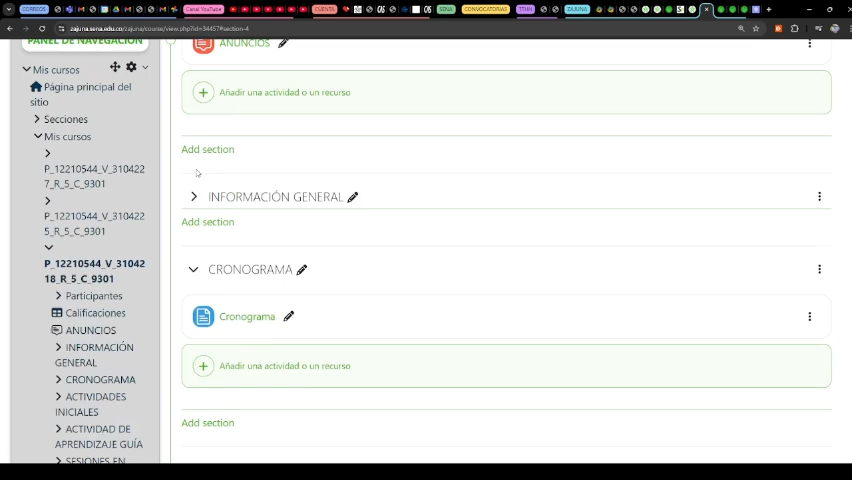 CORREOS
Canal YouTube
CUENTA
SENA
CONVOCATORIAS
TTHH
ZAJUNA
zajuna.sena.edu.co/zajuna/course/view.php?id=34457#section-4
PANEL DE NAVEGACIÓN
Mis cursos
Página principal del
sitio
Secciones
Mis cursos
P_12210544_V_310422
7_R_5_C_9301
P_12210544_V_310422
5_R_5_C_9301
P_12210544_V_31042
18_R_5_C_9301
Participantes
Calificaciones
ANUNCIOS
INFORMACIÓN
GENERAL
CRONOGRAMA
ACTIVIDADES
INICIALES
ACTIVIDAD DE
APRENDIZAJE GUÍA
SESIONES EN
ANUNCIOS
Añadir una actividad o un recurso
Add section
INFORMACIÓN GENERAL
Add section
CRONOGRAMA
Cronograma
Añadir una actividad o un recurso
Add section